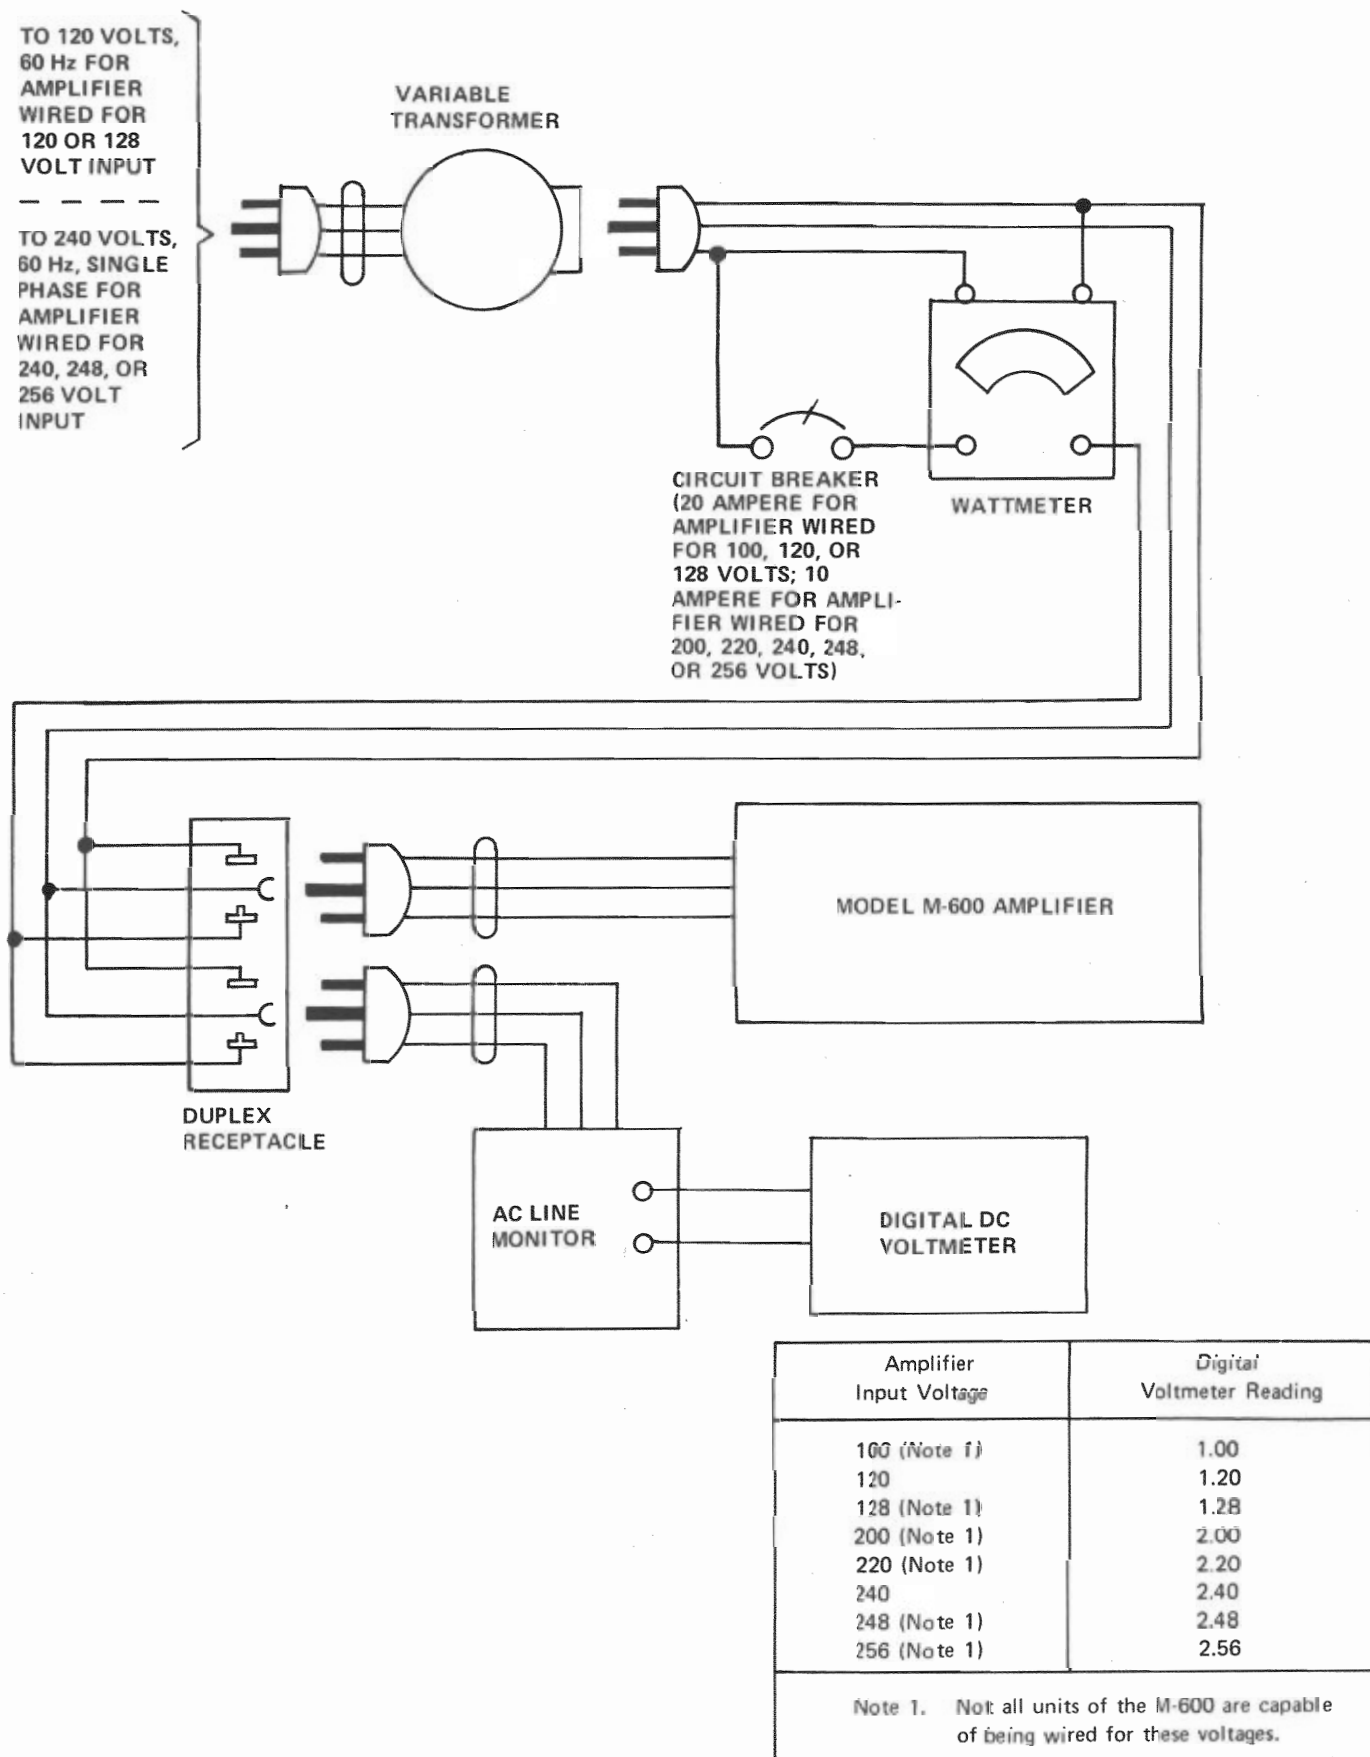 TO 120 VOLTS,
60 Hz FOR
AMPLIFIER
WIRED FOR
120 OR 128
VOLT INPUT
TO 240 VOLTS,
60 Hz, SINGLE
PHASE FOR
AMPLIFIER
WIRED FOR
240, 248, OR
256 VOLT
INPUT
VARIABLE
TRANSFORMER
CIRCUIT BREAKER
(20 AMPERE FOR
AMPLIFIER WIRED
FOR 100, 120, OR
128 VOLTS; 10
AMPERE FOR AMPLI-
FIER WIRED FOR
200, 220, 240, 248,
OR 256 VOLTS)
WATTMETER
MODEL M-600 AMPLIFIER
DUPLEX
RECEPTACLE
AC LINE
MONITOR
DIGITAL DC
VOLTMETER
Amplifier
Input Voltage
Digital
Voltmeter Reading
100 (Note 1) 1.00
120 1.20
128 (Note 1) 1.28
200 (Note 1) 2.00
220 (Note 1) 2.20
240 2.40
248 (Note 1) 2.48
256 (Note 1) 2.56
Note 1. Not all units of the M-600 are capable
of being wired for these voltages.